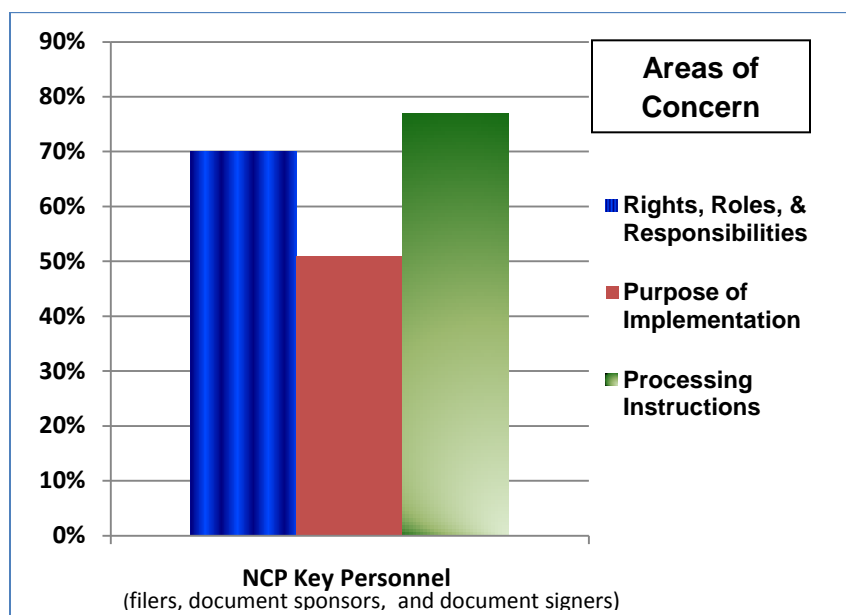 90%
80%
70%
60%
50%
40%
30%
20%
10%
0%
Areas of
Concern
Rights, Roles, &
Responsibilities
Purpose of
Implementation
Processing
Instructions
NCP Key Personnel
(filers, document sponsors, and document signers)